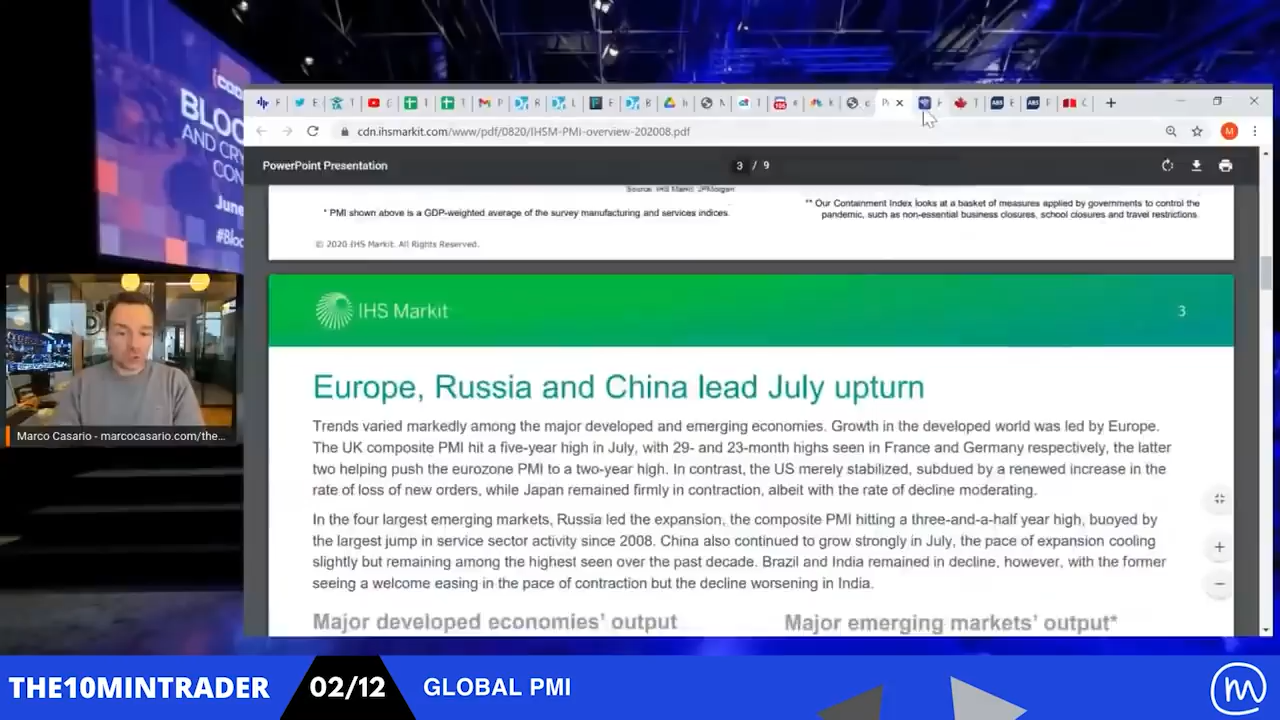 BLOC
AND CRY
CON
June
#Bloc
cdn.ihsmarkit.com/www/pdf/0820/IHSM-PMI-overview-202008.pdf
M
PowerPoint Presentation
3 / 9
Source: IHS Markit, JPMorgan
* PMI shown above is a GDP-weighted average of the survey manufacturing and services indices.
** Our Containment Index looks at a basket of measures applied by governments to control the
pandemic, such as non-essential business closures, school closures and travel restrictions
© 2020 IHS Markit. All Rights Reserved.
IHS Markit
3
Europe, Russia and China lead July upturn
Trends varied markedly among the major developed and emerging economies. Growth in the developed world was led by Europe.
The UK composite PMI hit a five-year high in July, with 29- and 23-month highs seen in France and Germany respectively, the latter
two helping push the eurozone PMI to a two-year high. In contrast, the US merely stabilized, subdued by a renewed increase in the
rate of loss of new orders, while Japan remained firmly in contraction, albeit with the rate of decline moderating.
In the four largest emerging markets, Russia led the expansion, the composite PMI hitting a three-and-a-half year high, buoyed by
the largest jump in service sector activity since 2008. China also continued to grow strongly in July, the pace of expansion cooling
slightly but remaining among the highest seen over the past decade. Brazil and India remained in decline, however, with the former
seeing a welcome easing in the pace of contraction but the decline worsening in India.
Major developed economies' output
Major emerging markets' output*
Marco Casario - marcocasario.com/the...
THE10MINTRADER
02/12
GLOBAL PMI
m